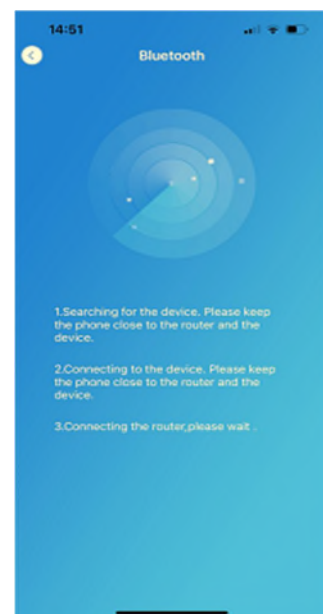 14:51
Bluetooth
1.Searching for the device. Please keep
the phone close to the router and the
device.
2.Connecting to the device. Please keep
the phone close to the router and the
device.
3.Connecting the router,please wait .